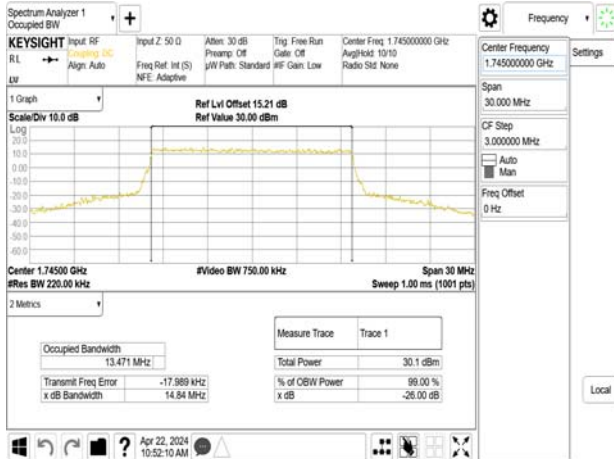 Spectrum Analyzer 1
Occupied BW
+
Frequency
KEYSIGHT
RL
Input: RF
Coupling: DC
Align: Auto
Input Z: 50 Ω
Freq Ref: Int (S)
NFE: Adaptive
Atten: 30 dB
Preamp: Off
µW Path: Standard
Trig: Free Run
Gate: Off
#IF Gain: Low
Center Freq: 1.745000000 GHz
Avg|Hold: 10/10
Radio Std: None
Center Frequency
1.745000000 GHz
Settings
Span
30.000 MHz
CF Step
3.000000 MHz
Auto
Man
Freq Offset
0 Hz
Local
1 Graph
Scale/Div 10.0 dB
Ref Lvl Offset 15.21 dB
Ref Value 30.00 dBm
Log
20.0
10.0
0.00
-10.0
-20.0
-30.0
-40.0
-50.0
-60.0
Center 1.74500 GHz
#Video BW 750.00 kHz
Span 30 MHz
#Res BW 220.00 kHz
Sweep 1.00 ms (1001 pts)
2 Metrics
Measure Trace
Trace 1
Occupied Bandwidth
13.471 MHz
Total Power
30.1 dBm
Transmit Freq Error
-17.989 kHz
% of OBW Power
99.00 %
x dB Bandwidth
14.84 MHz
x dB
-26.00 dB
?
Apr 22, 2024
10:52:10 AM